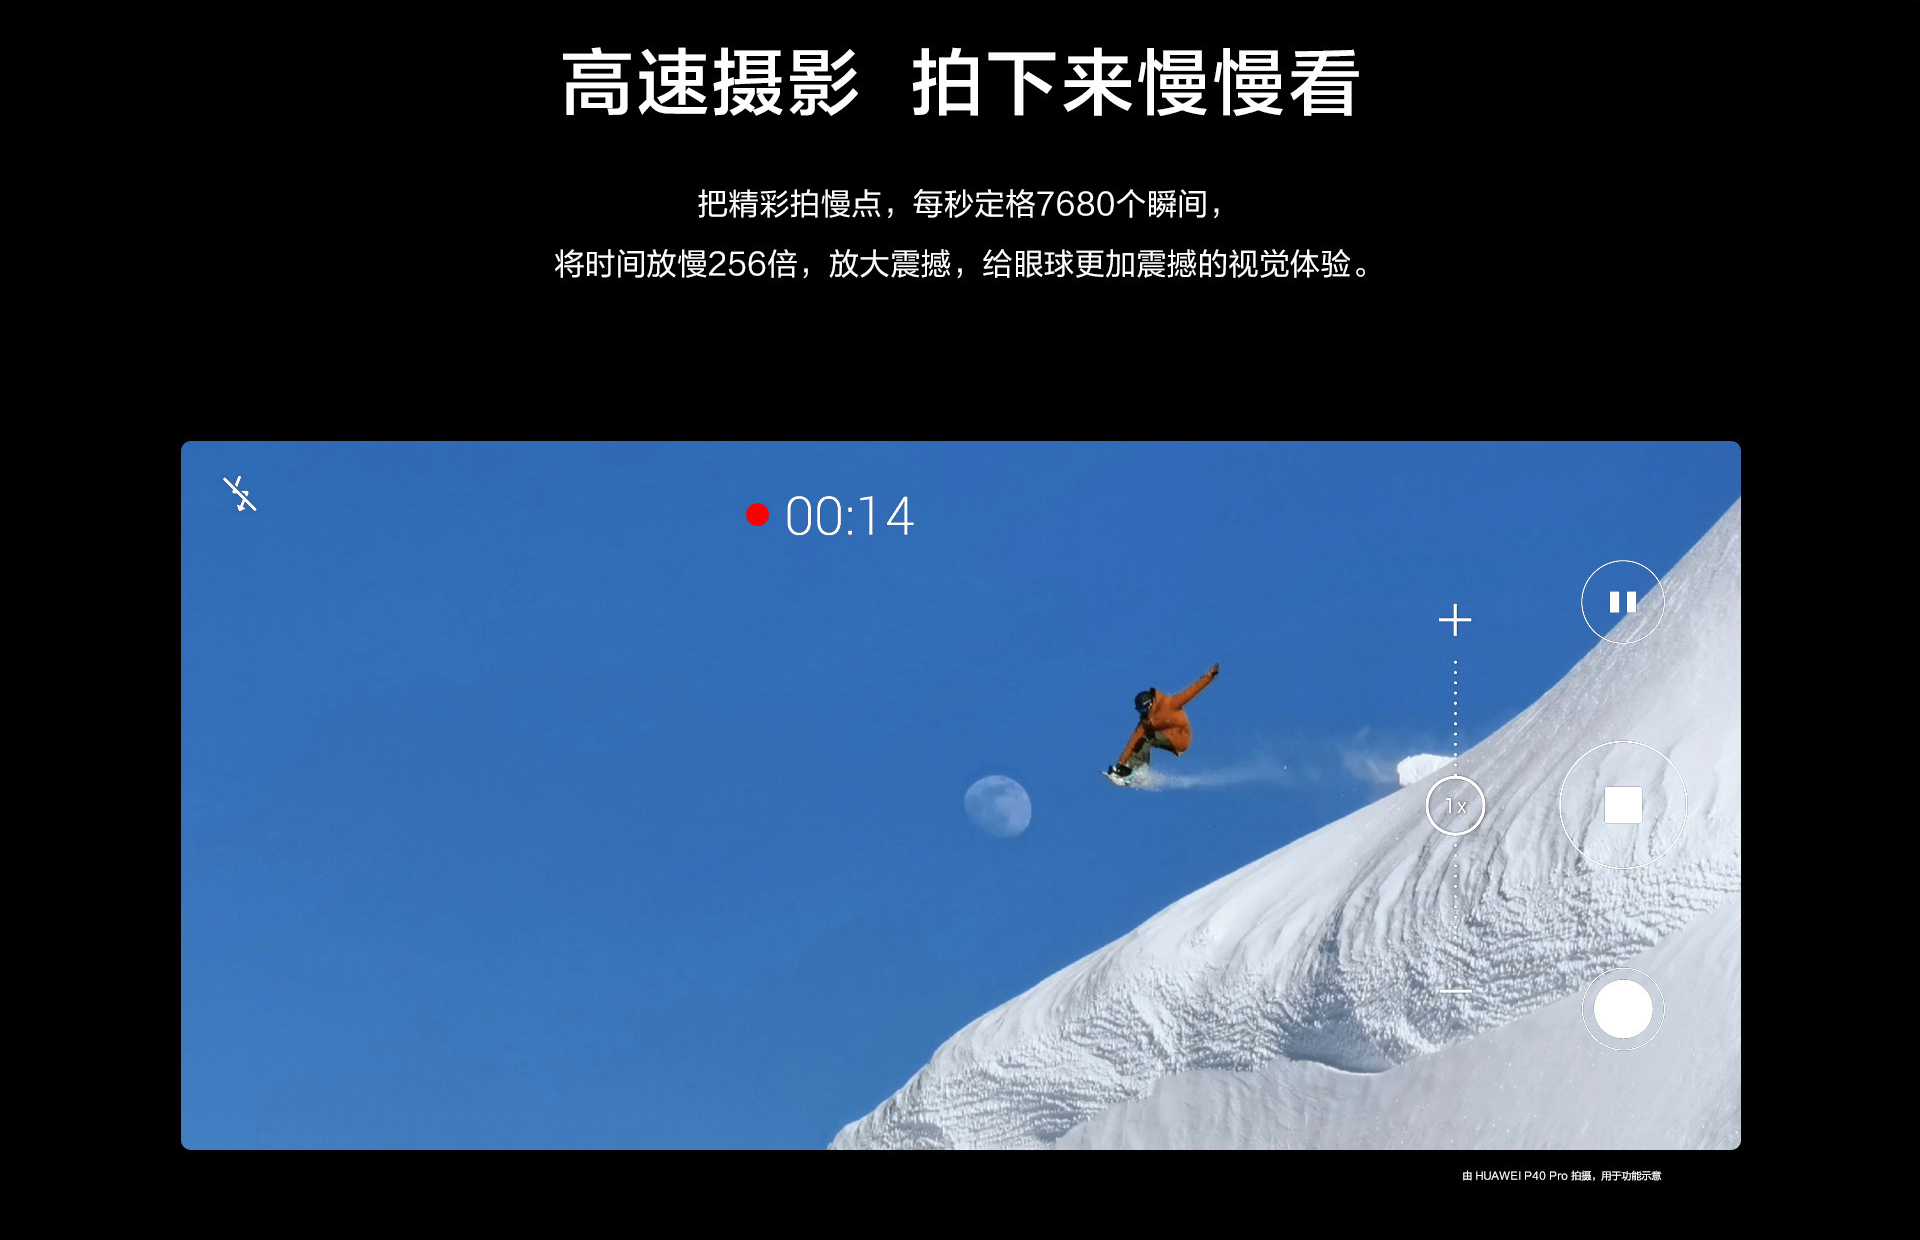 高速摄影 拍下来慢慢看
把精彩拍慢点，每秒定格7680个瞬间，
将时间放慢256倍，放大震撼，给眼球更加震撼的视觉体验。
00:14
1x
由 HUAWEI P40 Pro 拍摄，用于功能示意